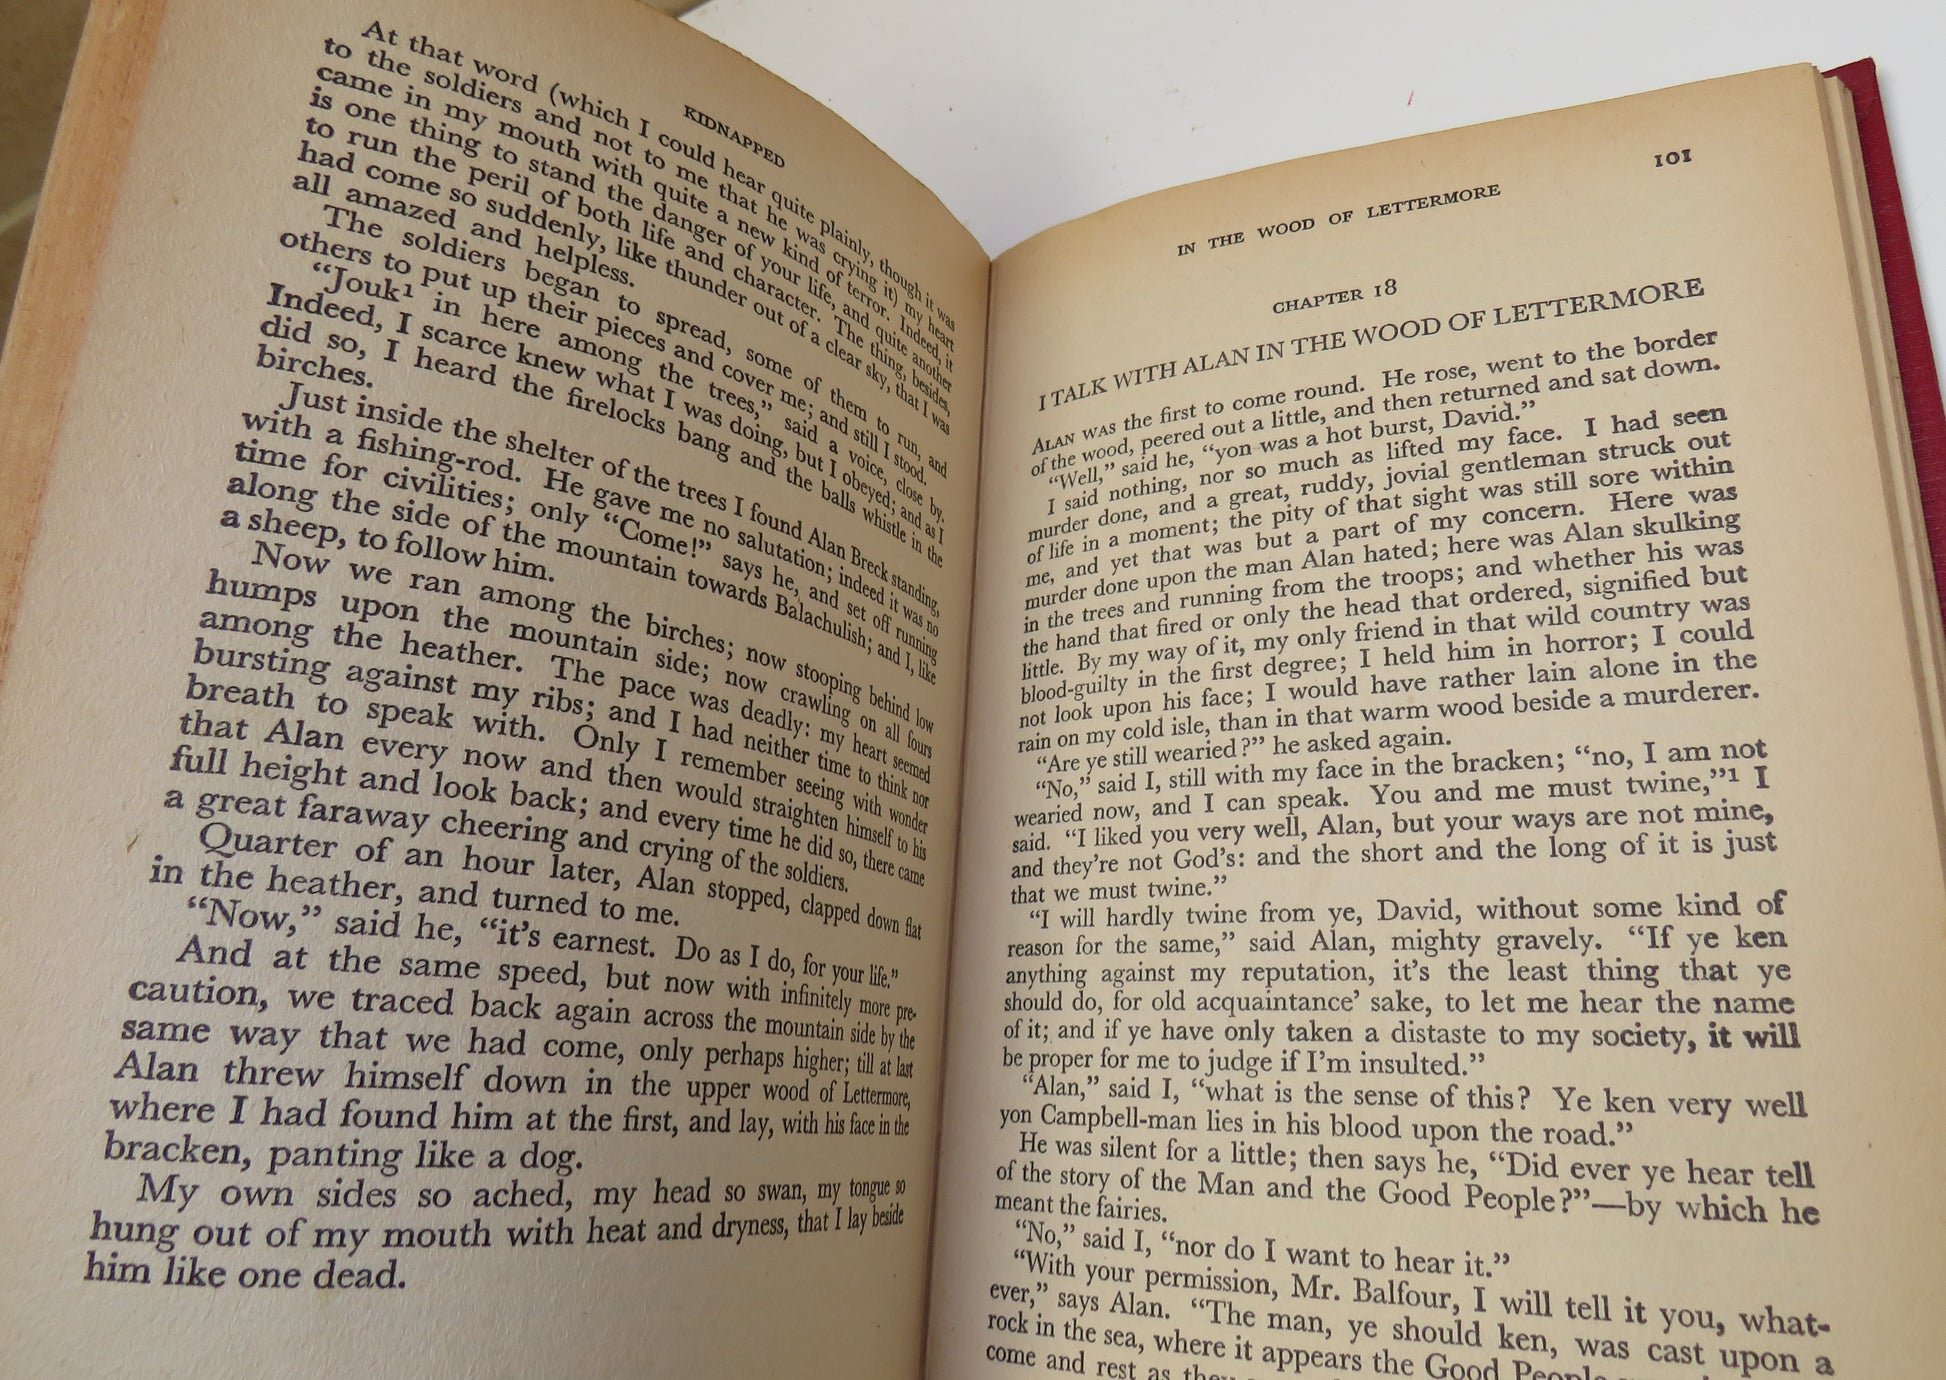 KIDNAPPED
At that word (which I could hear quite plainly, though it was
to the soldiers and not to me that he was crying it) my heart
came in my mouth with quite a new kind of terror. Indeed, it
is one thing to stand the danger of your life, and quite another
to run the peril of both life and character. The thing, besides,
had come so suddenly, like thunder out of a clear sky, that I was
all amazed and helpless.
The soldiers began to spread, some of them to run, and
others to put up their pieces and cover me; and still I stood.
“Jouk¹ in here among the trees,” said a voice, close by.
Indeed, I scarce knew what I was doing, but I obeyed; and as I
did so, I heard the firelocks bang and the balls whistle in the
birches.
Just inside the shelter of the trees I found Alan Breck standing,
with a fishing-rod. He gave me no salutation; indeed it was no
time for civilities; only “Come!” says he, and set off running
along the side of the mountain towards Balachulish; and I, like
a sheep, to follow him.
Now we ran among the birches; now stooping behind low
humps upon the mountain side; now crawling on all fours
among the heather. The pace was deadly: my heart seemed
bursting against my ribs; and I had neither time to think nor
breath to speak with. Only I remember seeing with wonder
that Alan every now and then would straighten himself to his
full height and look back; and every time he did so, there came
a great faraway cheering and crying of the soldiers.
Quarter of an hour later, Alan stopped, clapped down flat
in the heather, and turned to me.
“Now,” said he, “it’s earnest. Do as I do, for your life.”
And at the same speed, but now with infinitely more pre-
caution, we traced back again across the mountain side by the
same way that we had come, only perhaps higher; till at last
Alan threw himself down in the upper wood of Lettermore,
where I had found him at the first, and lay, with his face in the
bracken, panting like a dog.
My own sides so ached, my head so swan, my tongue so
hung out of my mouth with heat and dryness, that I lay beside
him like one dead.
IN THE WOOD OF LETTERMORE 101
CHAPTER 18
I TALK WITH ALAN IN THE WOOD OF LETTERMORE
ALAN WAS the first to come round. He rose, went to the border
of the wood, peered out a little, and then returned and sat down.
“Well,” said he, “yon was a hot burst, David.”
I said nothing, nor so much as lifted my face. I had seen
murder done, and a great, ruddy, jovial gentleman struck out
of life in a moment; the pity of that sight was still sore within
me, and yet that was but a part of my concern. Here was
murder done upon the man Alan hated; here was Alan skulking
in the trees and running from the troops; and whether his was
the hand that fired or only the head that ordered, signified but
little. By my way of it, my only friend in that wild country was
blood-guilty in the first degree; I held him in horror; I could
not look upon his face; I would have rather lain alone in the
rain on my cold isle, than in that warm wood beside a murderer.
“Are ye still wearied?” he asked again.
“No,” said I, still with my face in the bracken; “no, I am not
wearied now, and I can speak. You and me must twine,”¹ I
said. “I liked you very well, Alan, but your ways are not mine,
and they’re not God’s: and the short and the long of it is just
that we must twine.”
“I will hardly twine from ye, David, without some kind of
reason for the same,” said Alan, mighty gravely. “If ye ken
anything against my reputation, it’s the least thing that ye
should do, for old acquaintance’ sake, to let me hear the name
of it; and if ye have only taken a distaste to my society, it will
be proper for me to judge if I’m insulted.”
“Alan,” said I, “what is the sense of this? Ye ken very well
yon Campbell-man lies in his blood upon the road.”
He was silent for a little; then says he, “Did ever ye hear tell
of the story of the Man and the Good People?”—by which he
meant the fairies.
“No,” said I, “nor do I want to hear it.”
“With your permission, Mr. Balfour, I will tell it you, what-
ever,” says Alan. “The man, ye should ken, was cast upon a
rock in the sea, where it appears the Good People
come and rest as they